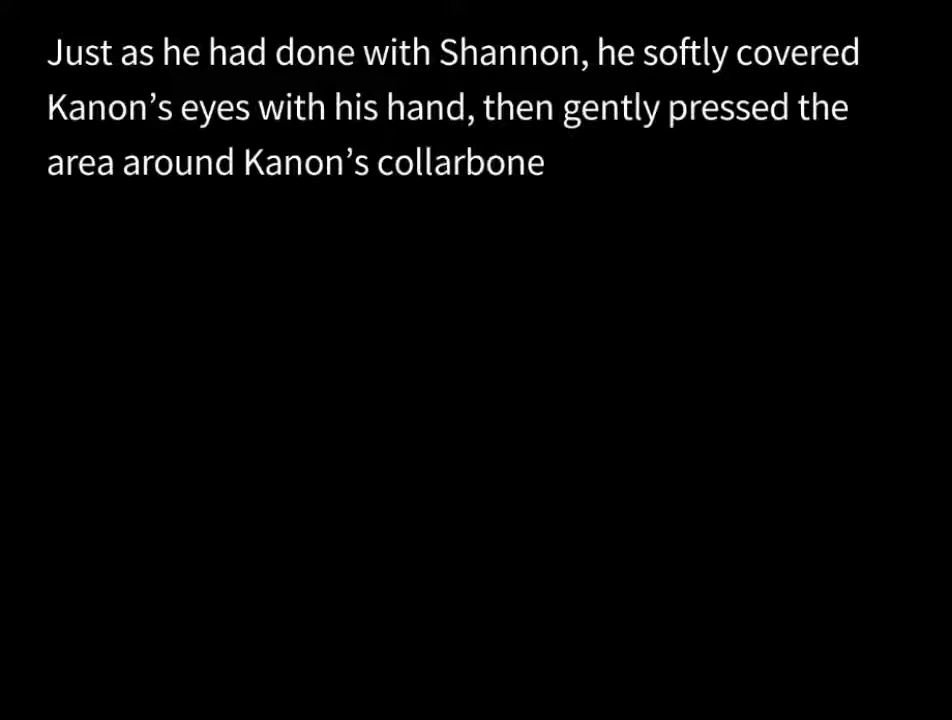 Just as he had done with Shannon, he softly covered
Kanon’s eyes with his hand, then gently pressed the
area around Kanon’s collarbone